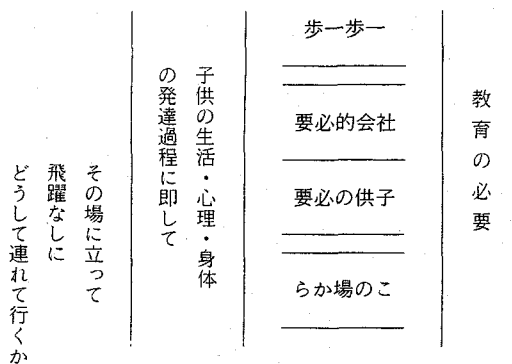 教育の必要
一歩一歩
社会的必要
子供の必要
この場から
子供の生活・心理・身体
の発達過程に即して
その場に立って
飛躍なしに
どうして連れて行くか